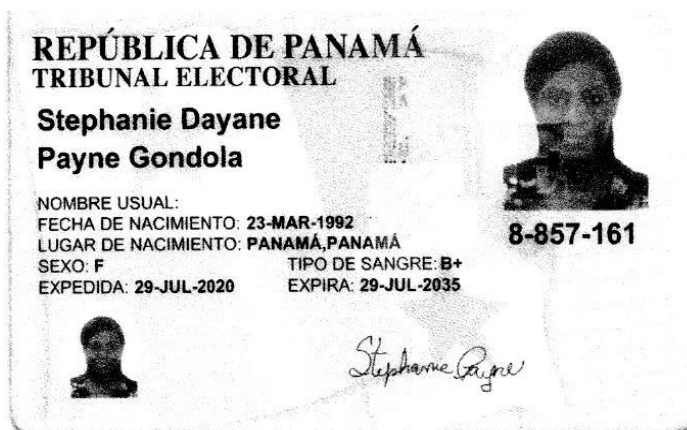 REPÚBLICA DE PANAMÁ
TRIBUNAL ELECTORAL
Stephanie Dayane
Payne Gondola
NOMBRE USUAL:
FECHA DE NACIMIENTO: 23-MAR-1992
LUGAR DE NACIMIENTO: PANAMÁ,PANAMÁ
SEXO: F TIPO DE SANGRE: B+
EXPEDIDA: 29-JUL-2020 EXPIRA: 29-JUL-2035
8-857-161
Stephanie Payne